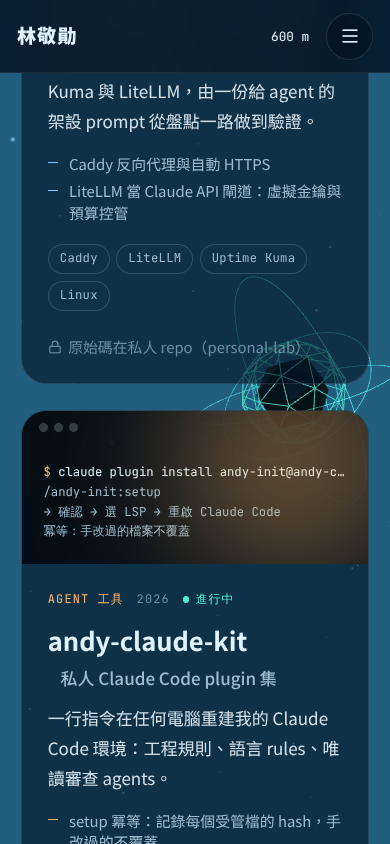 林敬勛
600 m
Kuma 與 LiteLLM，由一份給 agent 的
架設 prompt 從盤點一路做到驗證。
Caddy 反向代理與自動 HTTPS
LiteLLM 當 Claude API 閘道：虛擬金鑰與
預算控管
Caddy
LiteLLM
Uptime Kuma
Linux
原始碼在私人 repo（personal-lab）
$ claude plugin install andy-init@andy-c…
/andy-init:setup
→ 確認 → 選 LSP → 重啟 Claude Code
冪等：手改過的檔案不覆蓋
AGENT 工具 2026 進行中
andy-claude-kit
私人 Claude Code plugin 集
一行指令在任何電腦重建我的 Claude
Code 環境：工程規則、語言 rules、唯
讀審查 agents。
setup 冪等：記錄每個受管檔的 hash，手
改過的不覆蓋